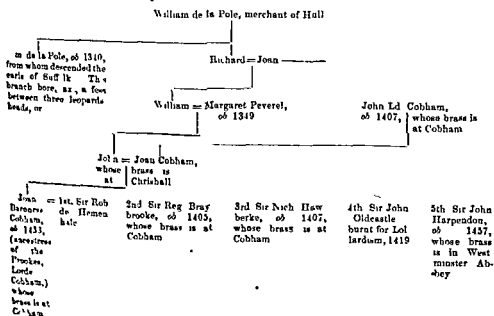 William de la Pole, merchant of Hull
m de la Pole, ob 1340,
from whom descended the
earls of Suff lk Th s
branch bore, az, a fess
between three leopards
heads, or
Richard = Joan
William = Margaret Peverel,
ob 1349
John Ld Cobham,
ob 1407, whose brass is
at Cobham
Joh n = Joan Cobham,
whose brass is
at Chrishall
Joan
Baroness
Cobham,
ob 1433,
(ancestress
of the
Brookes,
Lords
Cobham,)
whose
brass is at
Cobham
= 1st. Sir Rob
de Hemen
hale
2nd Sir Reg Bray
brooke, ob 1405,
whose brass is at
Cobham
3rd Sir Nich Haw
berke, ob 1407,
whose brass is at
Cobham
4th Sir John
Oldcastle
burnt for Lol
lardism, 1419
5th Sir John
Harpendon,
ob 1457,
whose brass
is in West
minster Ab-
bey